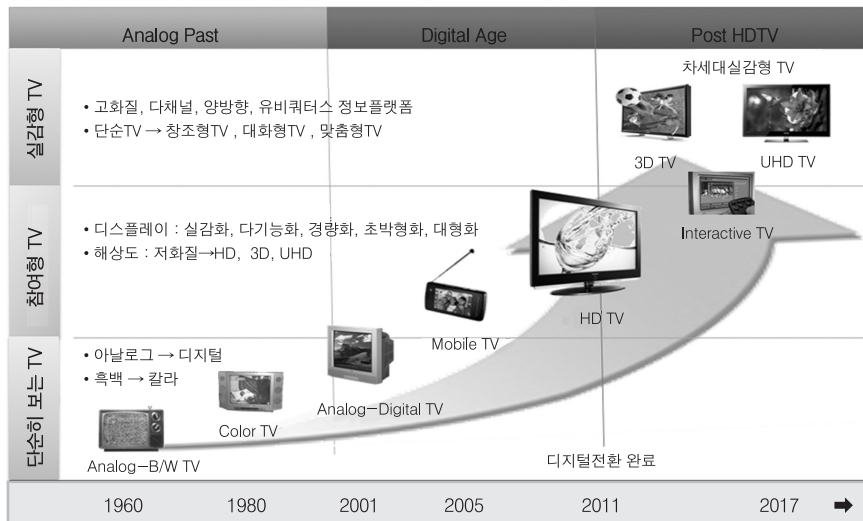 Analog Past
Digital Age
Post HDTV
실감형 TV
• 고화질, 다채널, 양방향, 유비쿼터스 정보플랫폼
• 단순TV → 창조형TV , 대화형TV , 맞춤형TV
차세대실감형 TV
3D TV
UHD TV
참여형 TV
• 디스플레이 : 실감화, 다기능화, 경량화, 초박형화, 대형화
• 해상도 : 저화질→HD, 3D, UHD
Interactive TV
HD TV
Mobile TV
단순히 보는 TV
• 아날로그 → 디지털
• 흑백 → 칼라
Analog-Digital TV
Color TV
Analog-B/W TV
디지털전환 완료
1960 1980 2001 2005 2011 2017 ➡